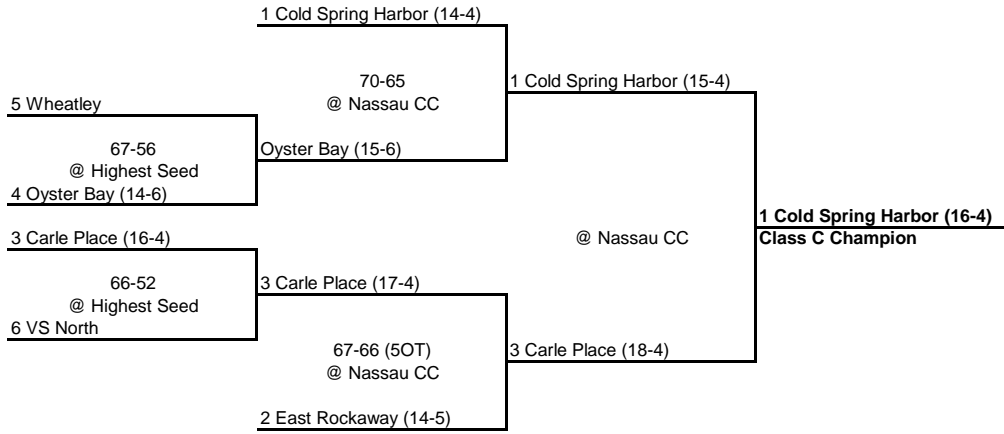 1 Cold Spring Harbor (14-4)
70-65
@ Nassau CC
1 Cold Spring Harbor (15-4)
5 Wheatley
67-56
@ Highest Seed
Oyster Bay (15-6)
4 Oyster Bay (14-6)
1 Cold Spring Harbor (16-4)
Class C Champion
@ Nassau CC
3 Carle Place (16-4)
66-52
@ Highest Seed
3 Carle Place (17-4)
6 VS North
67-66 (5OT)
@ Nassau CC
3 Carle Place (18-4)
2 East Rockaway (14-5)